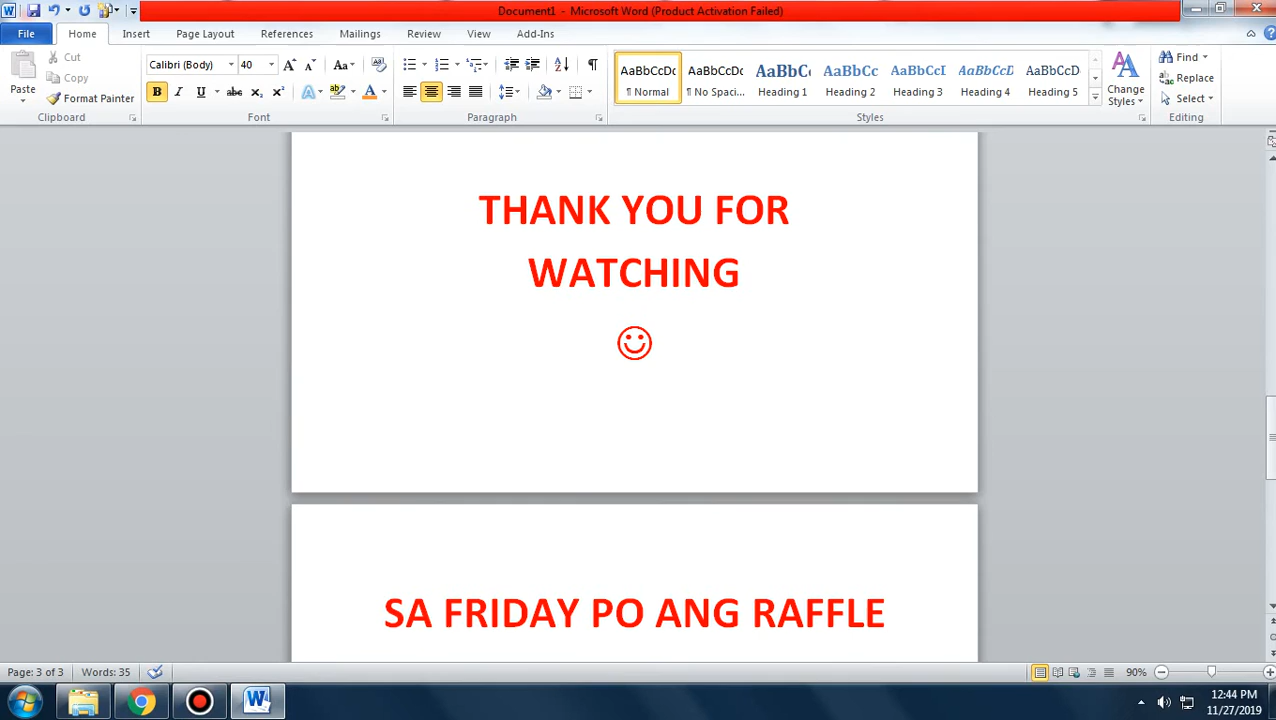 Document1 - Microsoft Word (Product Activation Failed)
File Home Insert Page Layout References Mailings Review View Add-Ins
Cut
Copy
Format Painter
Paste
Clipboard
Calibri (Body) 40
Font
Paragraph
AaBbCcDc AaBbCcDc AaBbC AaBbCc AaBbCcI AaBbCcD AaBbCcD
¶ Normal ¶ No Spaci... Heading 1 Heading 2 Heading 3 Heading 4 Heading 5
Change Styles
Styles
Find
Replace
Select
Editing
THANK YOU FOR
WATCHING
☺
SA FRIDAY PO ANG RAFFLE
Page: 3 of 3 Words: 35
90%
12:44 PM
11/27/2019